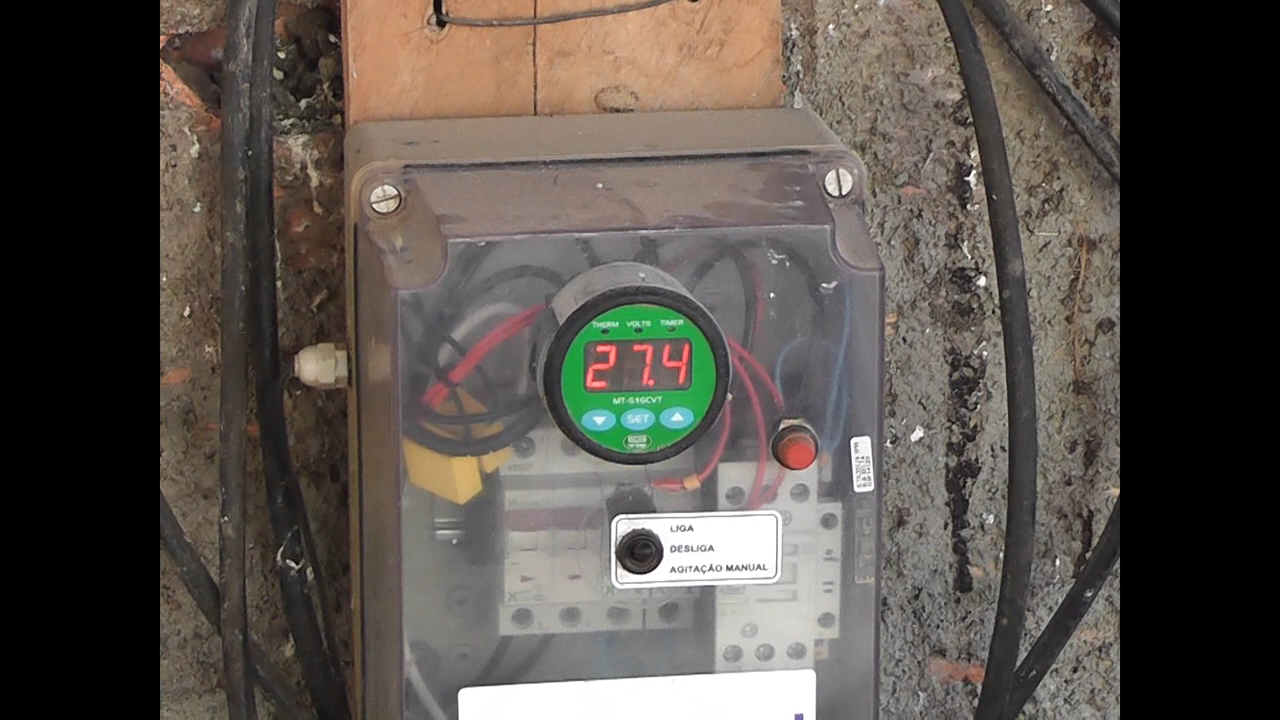 THERM VOLTS TIMER
27.4
MT-516CVT
SET
LIGA
DESLIGA
AGITAÇÃO MANUAL